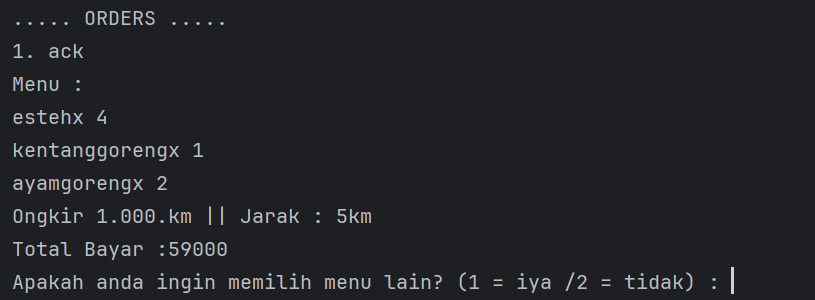 ..... ORDERS .....
1. ack
Menu :
estehx 4
kentanggorengx 1
ayamgorengx 2
Ongkir 1.000.km || Jarak : 5km
Total Bayar :59000
Apakah anda ingin memilih menu lain? (1 = iya /2 = tidak) :